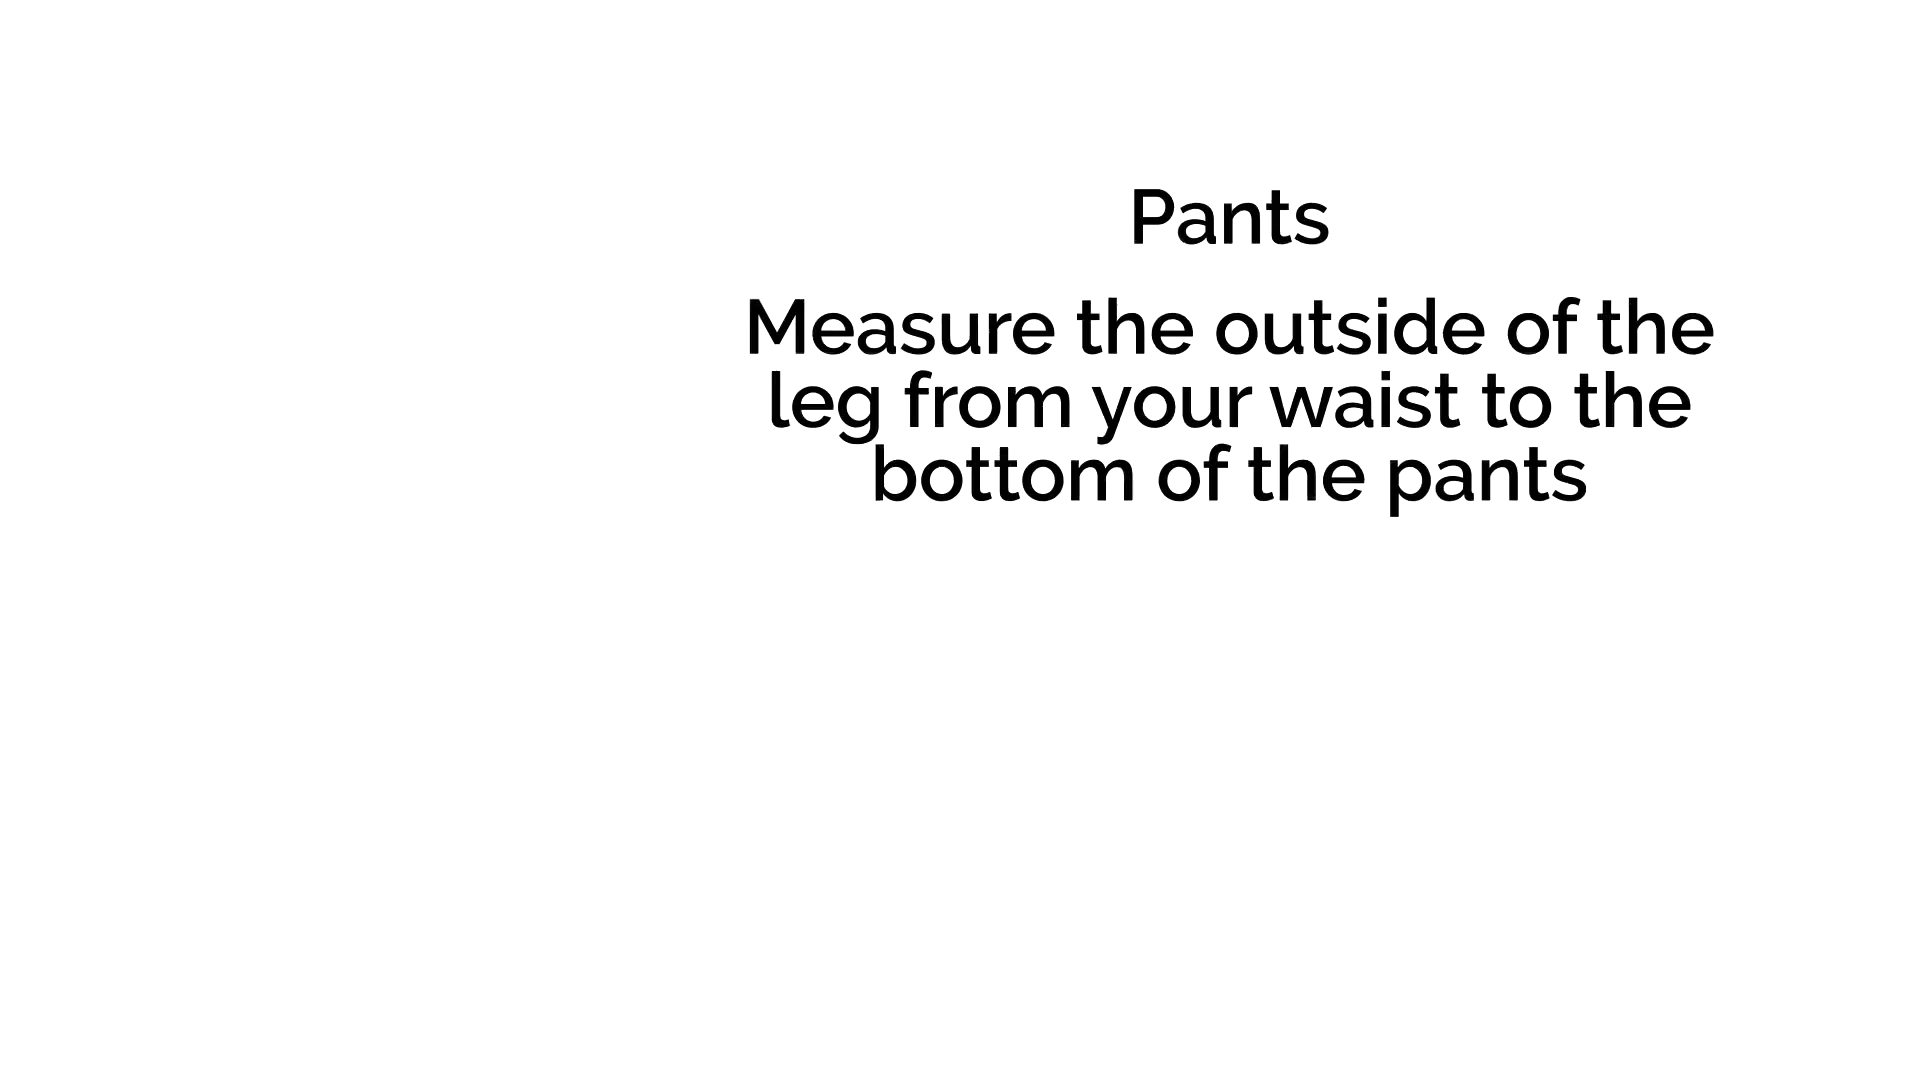 Pants
Measure the outside of the
leg from your waist to the
bottom of the pants